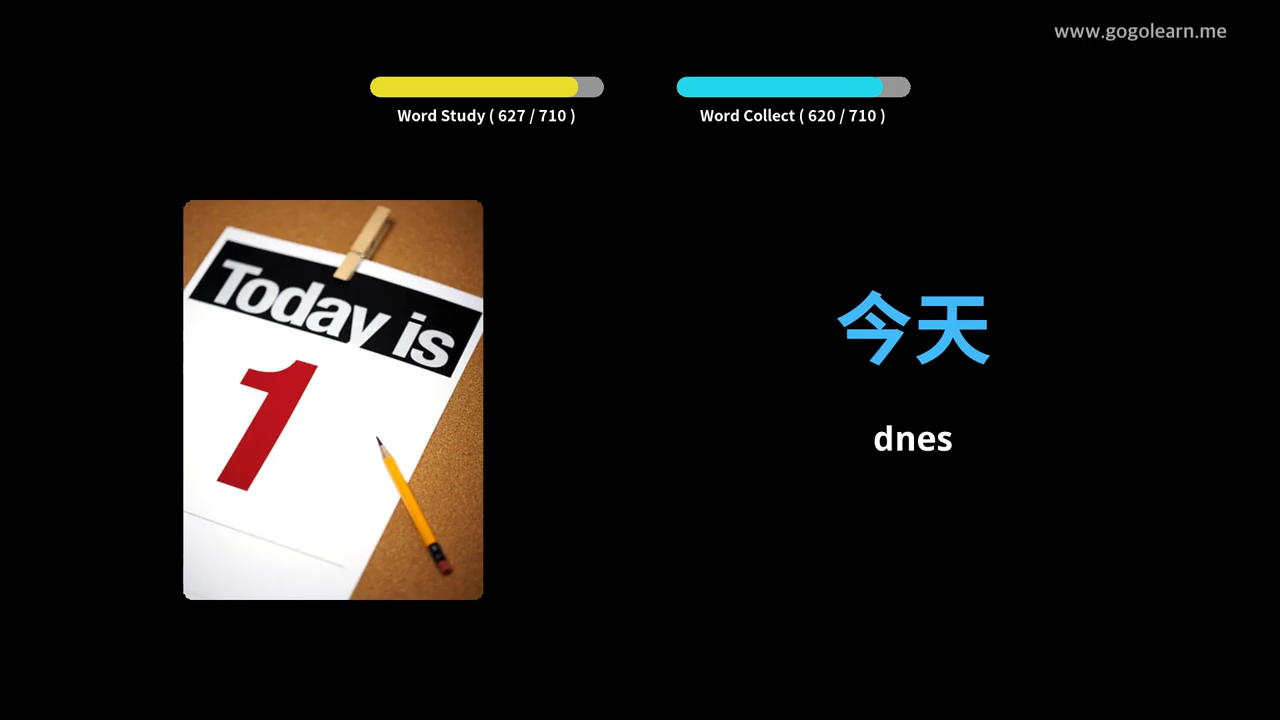 www.gogolearn.me
Word Study ( 627 / 710 )
Word Collect ( 620 / 710 )
Today is
1
今天
dnes